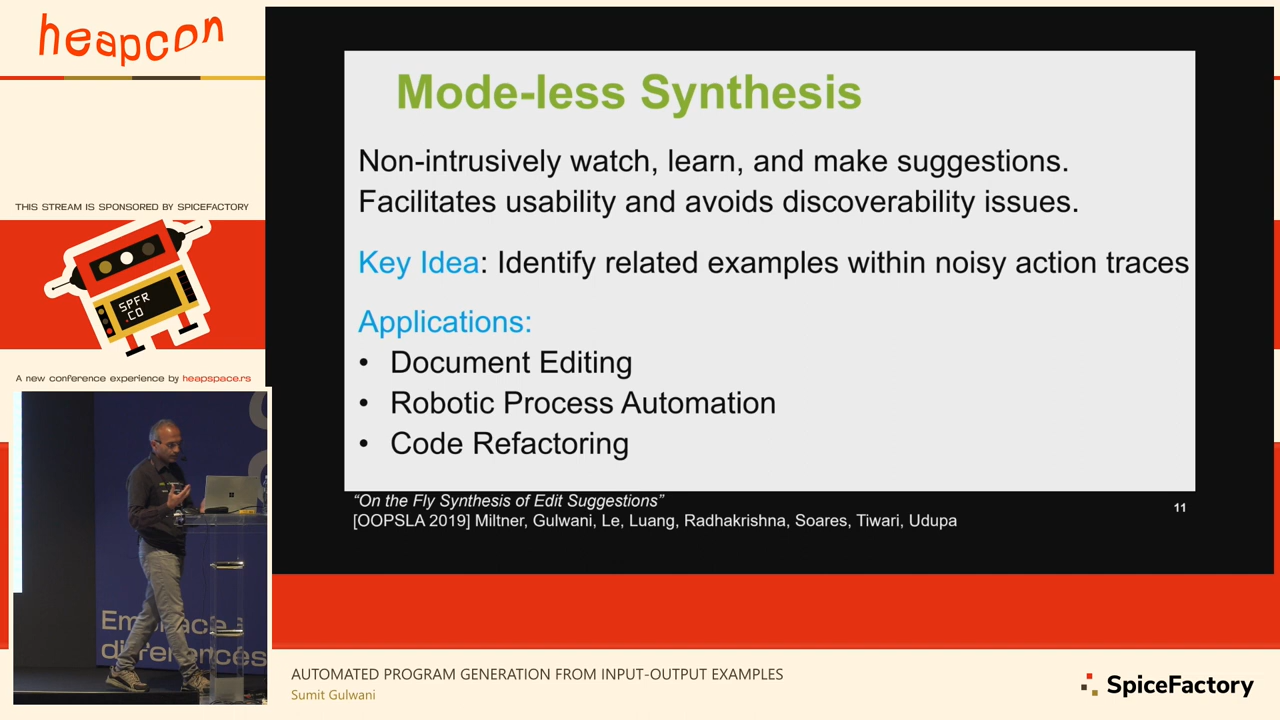 heapcon
THIS STREAM IS SPONSORED BY SPICEFACTORY
SPFR
.CO
A new conference experience by heapspace.rs
Mode-less Synthesis
Non-intrusively watch, learn, and make suggestions.
Facilitates usability and avoids discoverability issues.
Key Idea: Identify related examples within noisy action traces
Applications:
• Document Editing
• Robotic Process Automation
• Code Refactoring
“On the Fly Synthesis of Edit Suggestions”
[OOPSLA 2019] Miltner, Gulwani, Le, Luang, Radhakrishna, Soares, Tiwari, Udupa
11
Embrace
differences
AUTOMATED PROGRAM GENERATION FROM INPUT-OUTPUT EXAMPLES
Sumit Gulwani
SpiceFactory